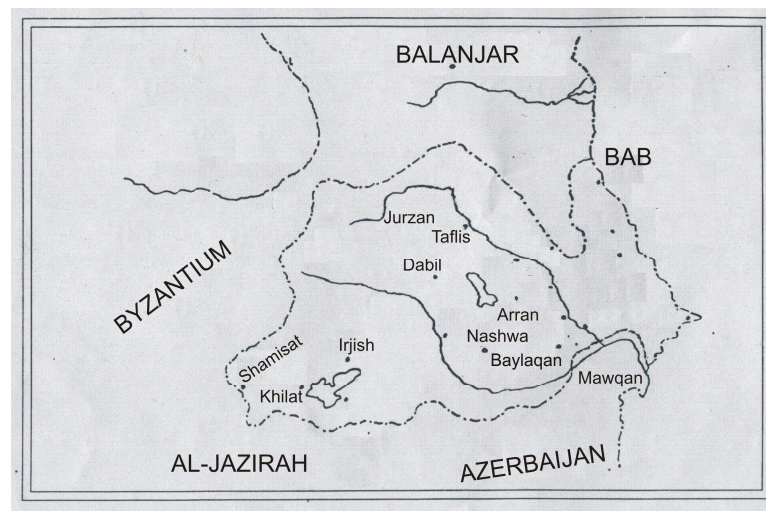 BALANJAR
BAB
Jurzan
Taflis
Dabil
BYZANTIUM
Arran
Nashwa
Irjish
Baylaqan
Shamisat
Mawqan
Khilat
AL-JAZIRAH
AZERBAIJAN